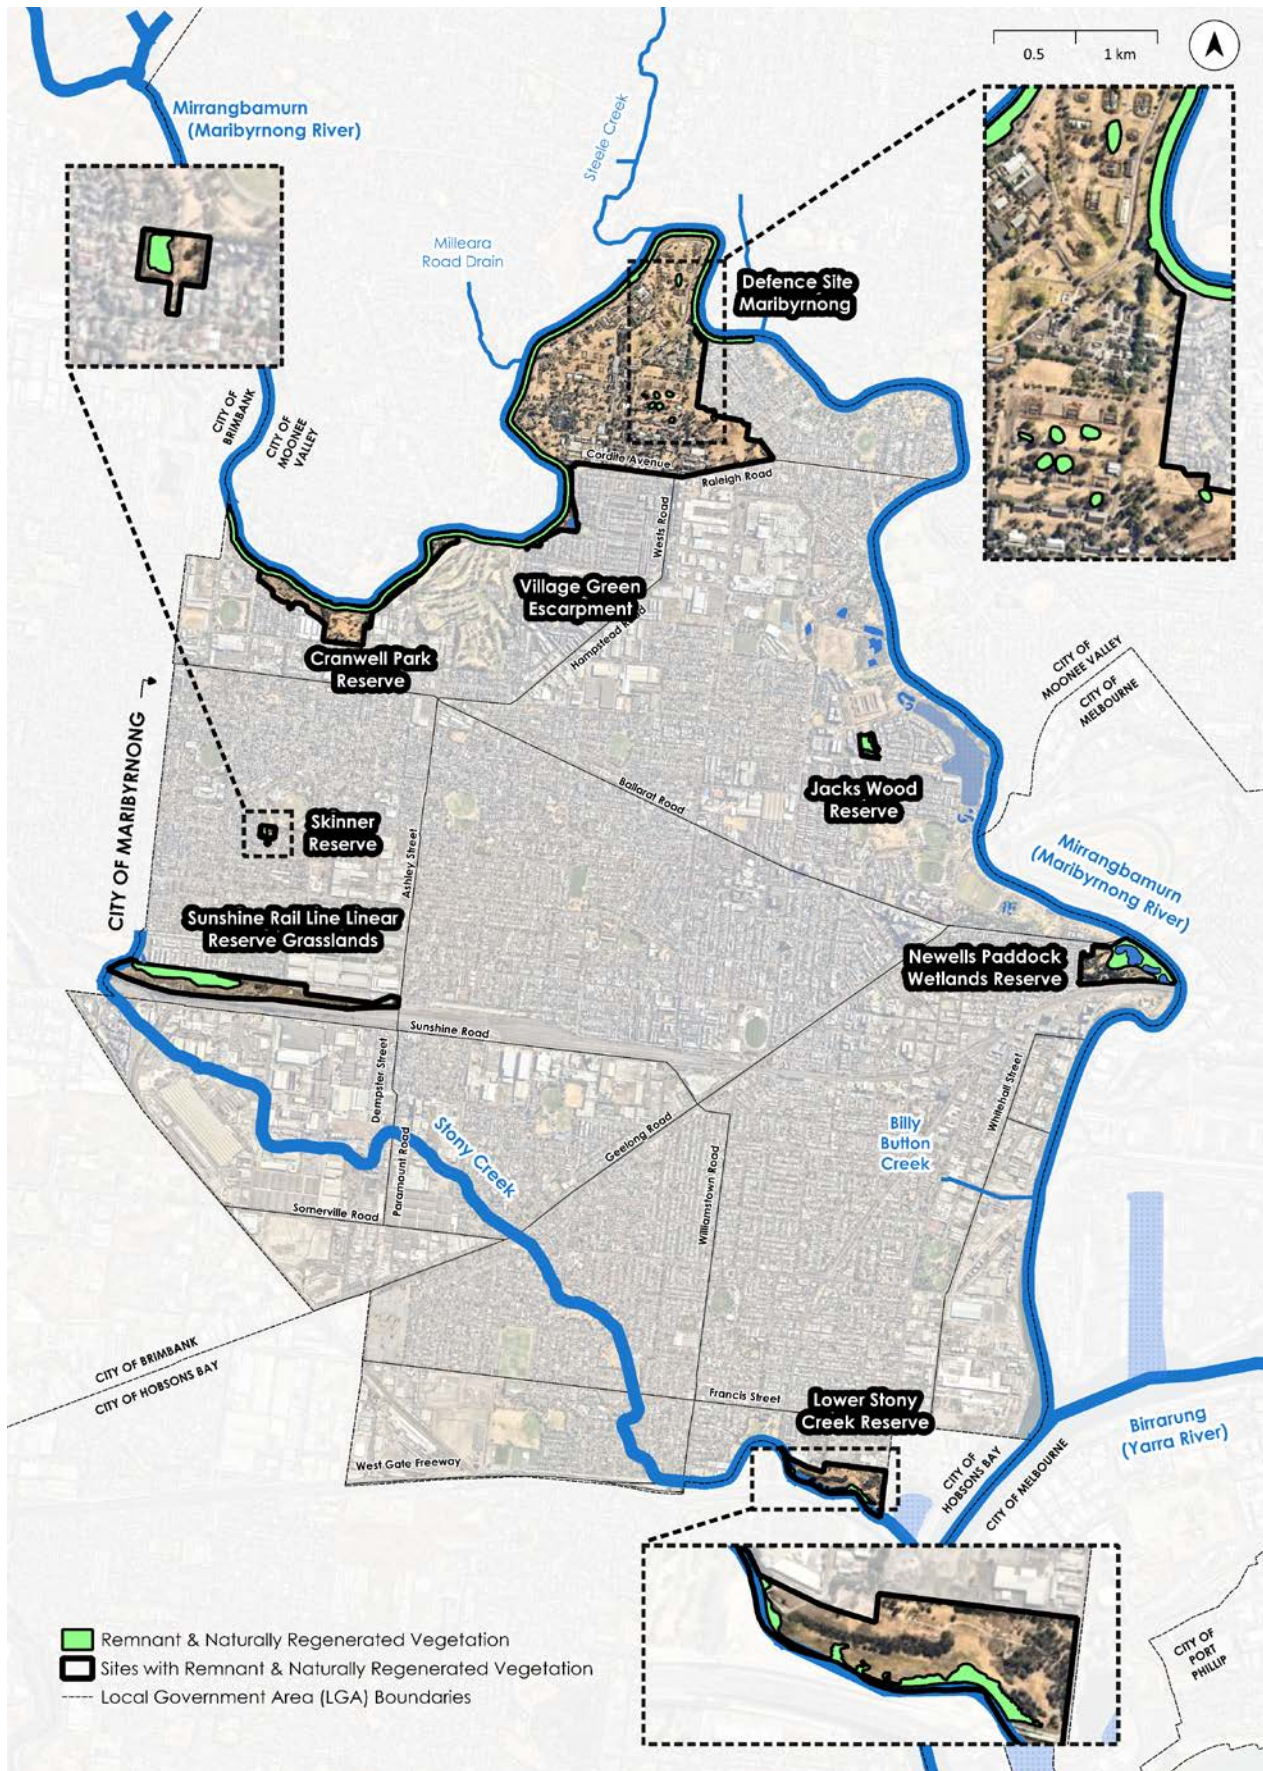 0.5
1 km
Mirrangbamurn
(Maribyrnong River)
Steele Creek
Milleara
Road Drain
Defence Site
Maribyrnong
CITY OF
BRIMBANK
CITY OF
MOONEE
VALLEY
Cordite Avenue
Raleigh Road
Wests Road
Village Green
Escarpment
Hampstead Road
Cranwell Park
Reserve
CITY OF
MOONEE VALLEY
CITY OF
MELBOURNE
CITY OF MARIBYRNONG
Ballarat Road
Jacks Wood
Reserve
Skinner
Reserve
Ashley Street
Mirrangbamurn
(Maribyrnong River)
Sunshine Rail Line Linear
Reserve Grasslands
Newells Paddock
Wetlands Reserve
Sunshine Road
Dempster Street
Whitehall Street
Stony Creek
Geelong Road
Billy
Button
Creek
Paramount Road
Williamstown Road
Somerville Road
CITY OF BRIMBANK
CITY OF HOBSONS BAY
Francis Street
Lower Stony
Creek Reserve
Birrarung
(Yarra River)
West Gate Freeway
CITY OF
HOBSONS BAY
CITY OF MELBOURNE
Remnant & Naturally Regenerated Vegetation
Sites with Remnant & Naturally Regenerated Vegetation
Local Government Area (LGA) Boundaries
CITY OF
PORT
PHILLIP